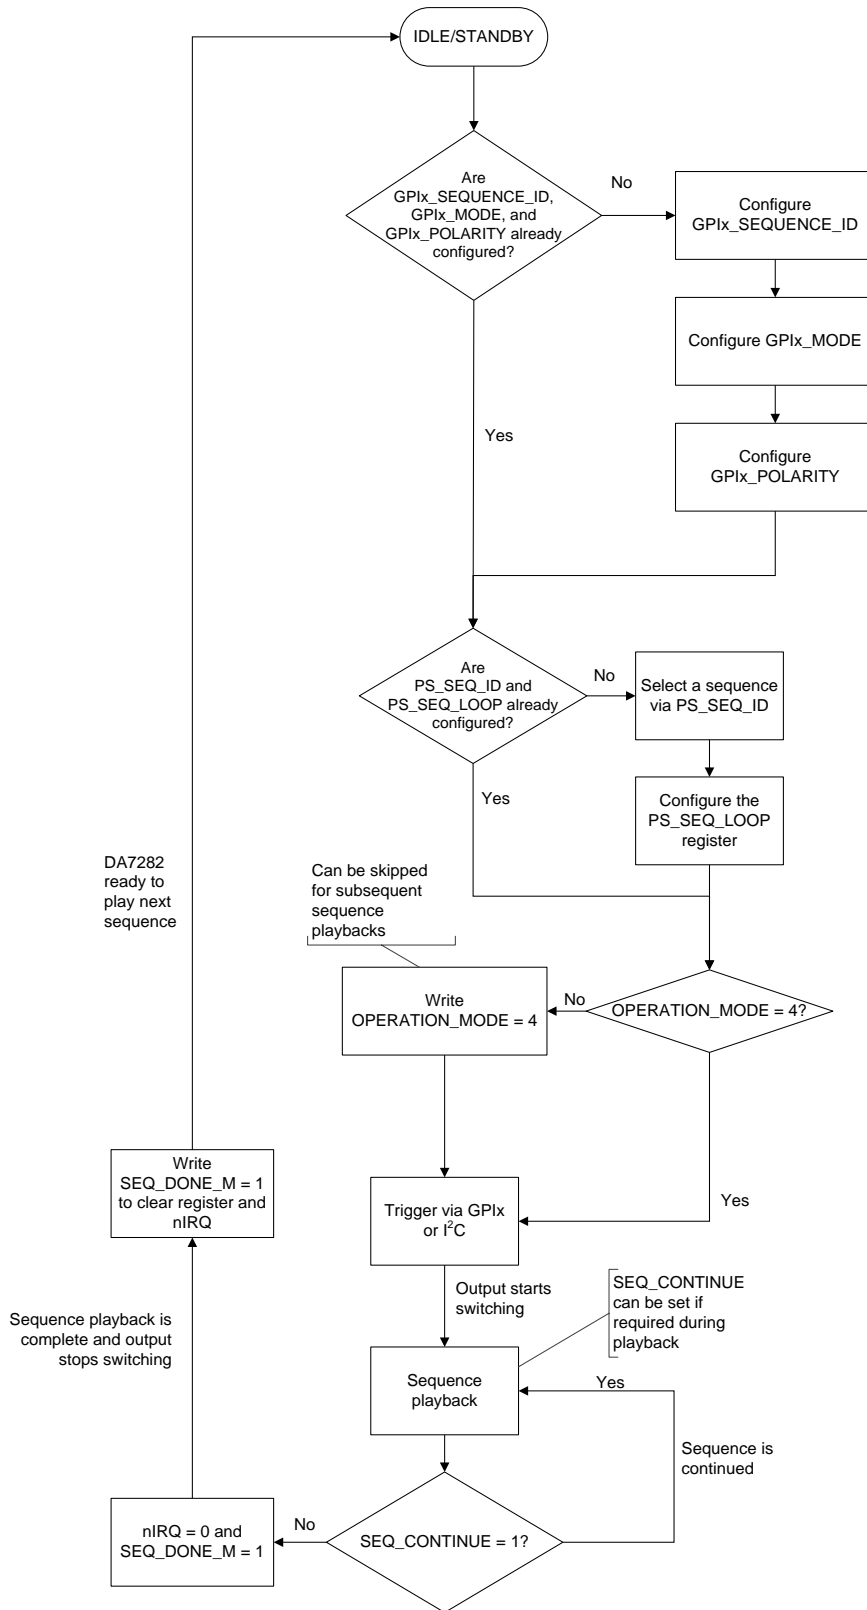 IDLE/STANDBY
Are
GPIx_SEQUENCE_ID,
GPIx_MODE, and
GPIx_POLARITY already
configured?
No
Configure
GPIx_SEQUENCE_ID
Configure GPIx_MODE
Configure
GPIx_POLARITY
Yes
Are
PS_SEQ_ID and
PS_SEQ_LOOP already
configured?
No
Select a sequence
via PS_SEQ_ID
Configure the
PS_SEQ_LOOP
register
Yes
DA7282
ready to
play next
sequence
Can be skipped
for subsequent
sequence
playbacks
OPERATION_MODE = 4?
No
Write
OPERATION_MODE = 4
Yes
Trigger via GPIx
or I²C
Output starts
switching
SEQ_CONTINUE
can be set if
required during
playback
Sequence
playback
Yes
Sequence is
continued
SEQ_CONTINUE = 1?
No
nIRQ = 0 and
SEQ_DONE_M = 1
Sequence playback is
complete and output
stops switching
Write
SEQ_DONE_M = 1
to clear register and
nIRQ